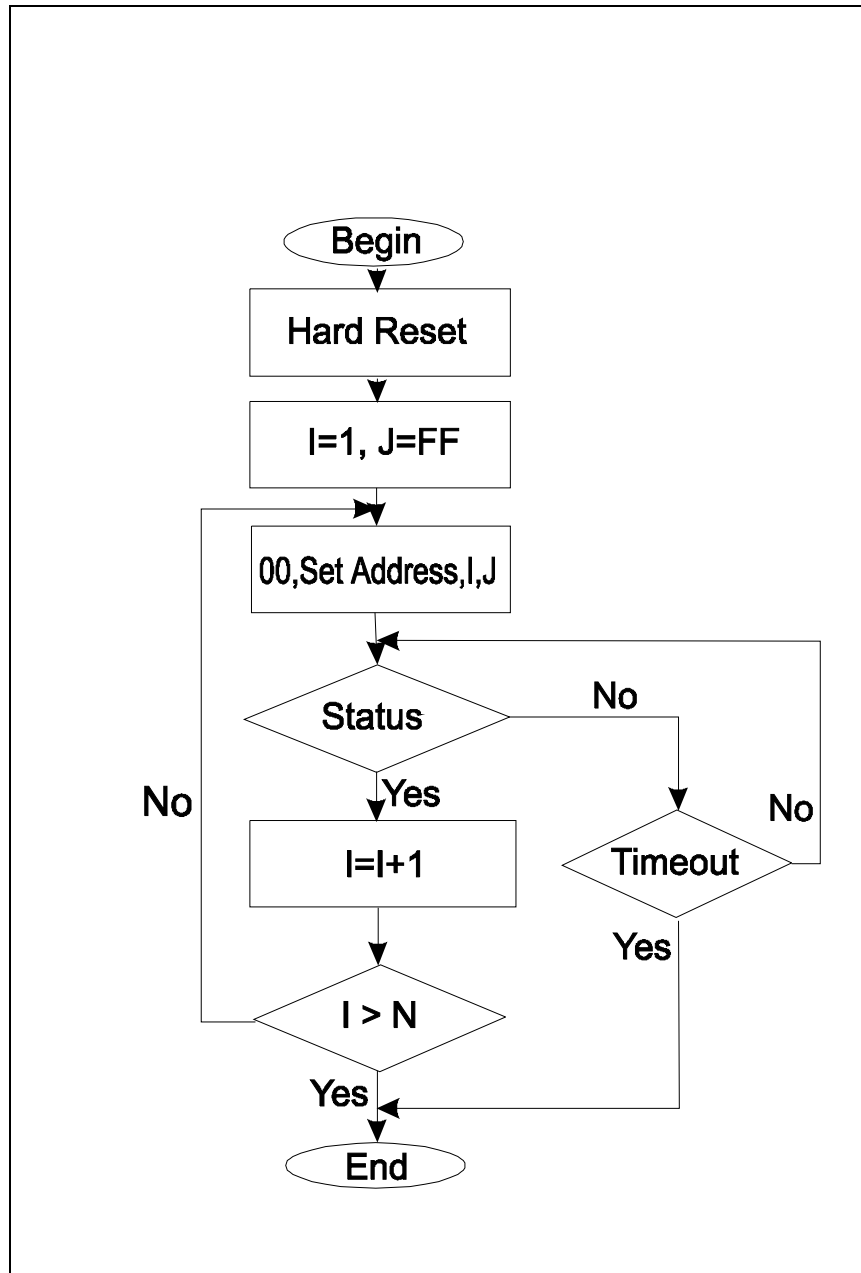 Begin
Hard Reset
I=1, J=FF
00,Set Address,I,J
Status
No
Yes
No
No
I=I+1
Timeout
Yes
I > N
Yes
End